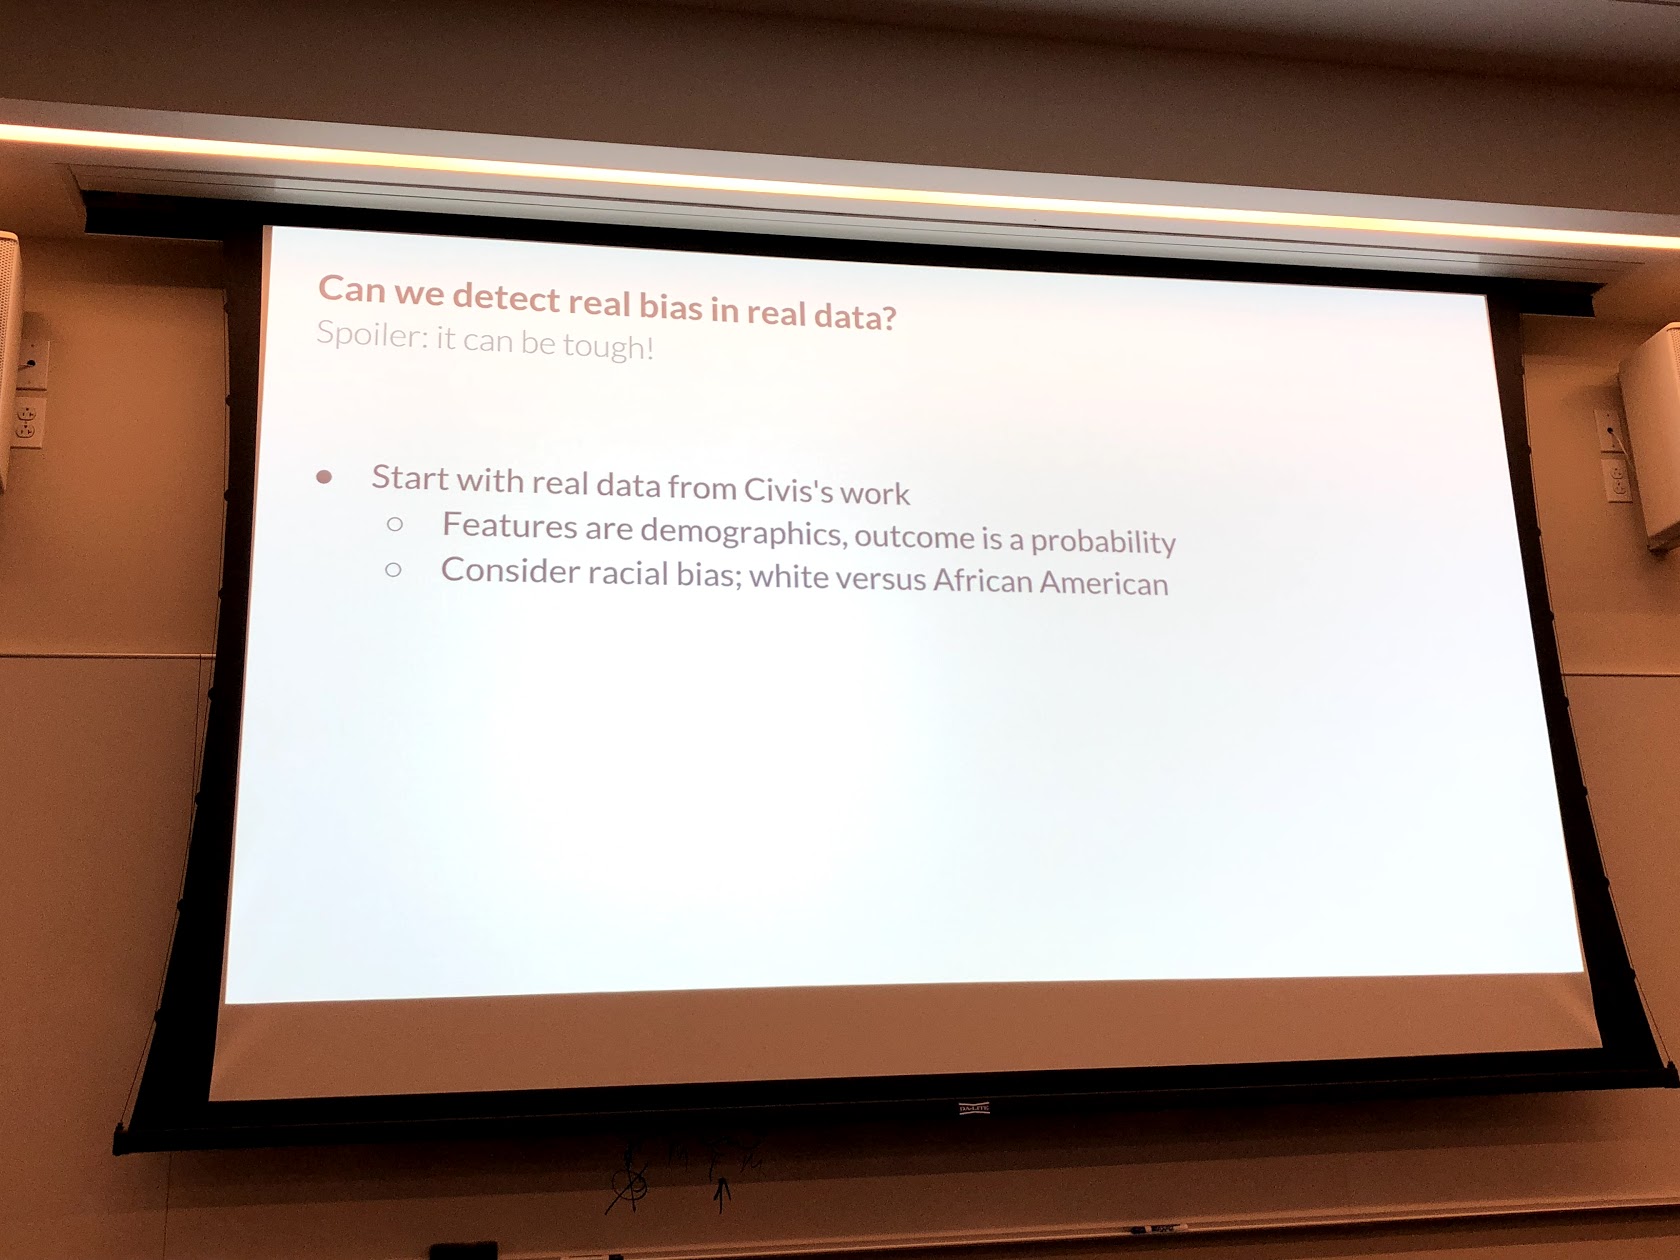 Can we detect real bias in real data?
Spoiler: it can be tough!
● Start with real data from Civis's work
○ Features are demographics, outcome is a probability
○ Consider racial bias; white versus African American
DA-LITE